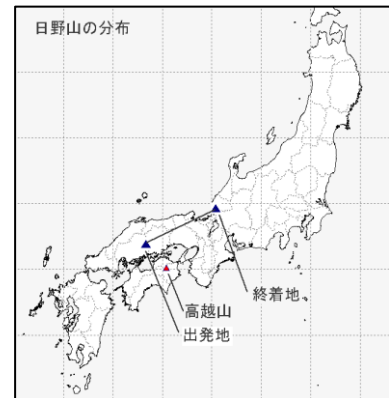 日野山の分布
終着地
高越山
出発地